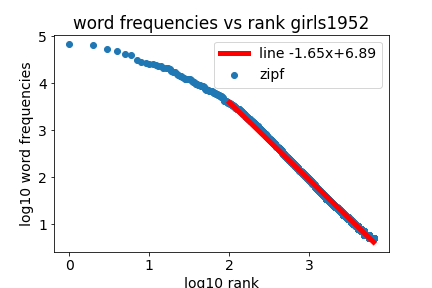 word frequencies vs rank girls1952
line -1.65x+6.89
zipf
log10 word frequencies
5
4
3
2
1
0 1 2 3
log10 rank